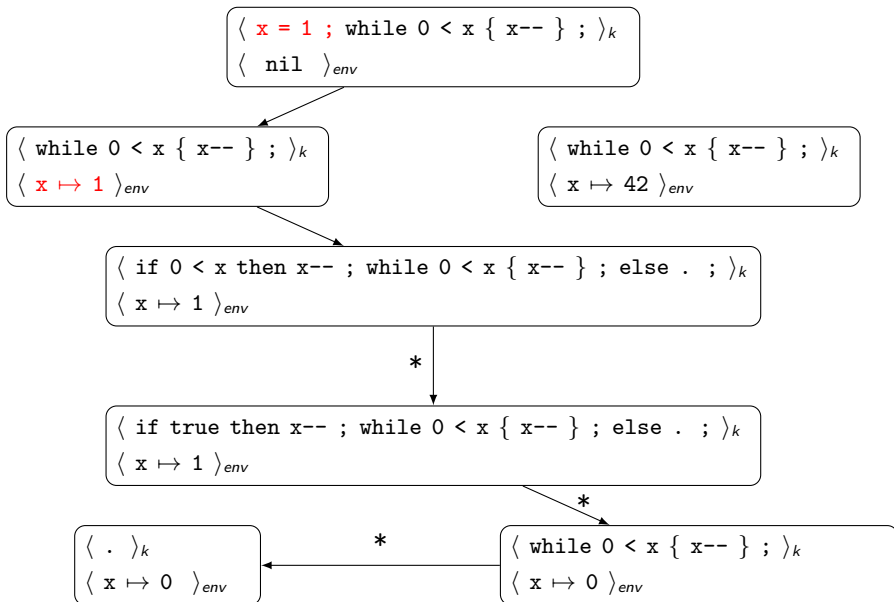 ⟨ x = 1 ; while 0 < x { x-- } ; ⟩k
⟨ nil ⟩env
⟨ while 0 < x { x-- } ; ⟩k
⟨ x ↦ 1 ⟩env
⟨ while 0 < x { x-- } ; ⟩k
⟨ x ↦ 42 ⟩env
⟨ if 0 < x then x-- ; while 0 < x { x-- } ; else . ; ⟩k
⟨ x ↦ 1 ⟩env
*
⟨ if true then x-- ; while 0 < x { x-- } ; else . ; ⟩k
⟨ x ↦ 1 ⟩env
*
*
⟨ . ⟩k
⟨ x ↦ 0 ⟩env
⟨ while 0 < x { x-- } ; ⟩k
⟨ x ↦ 0 ⟩env